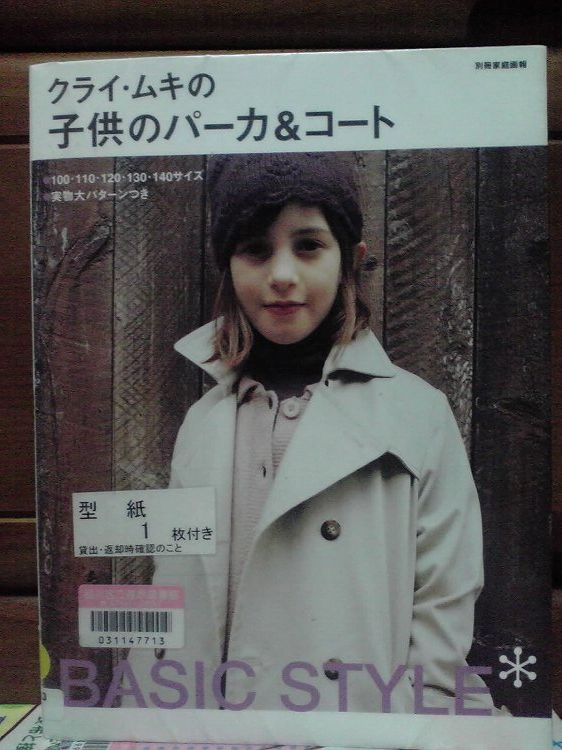 別冊家庭画報
クライ・ムキの
子供のパーカ&コート
100・110・120・130・140サイズ
実物大パターンつき
型紙
1 枚付き
貸出・返却時確認のこと
031147713
BASIC STYLE*